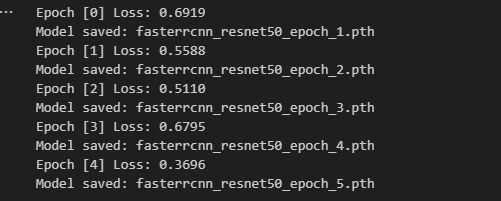 ...
Epoch [0] Loss: 0.6919
Model saved: fasterrcnn_resnet50_epoch_1.pth
Epoch [1] Loss: 0.5588
Model saved: fasterrcnn_resnet50_epoch_2.pth
Epoch [2] Loss: 0.5110
Model saved: fasterrcnn_resnet50_epoch_3.pth
Epoch [3] Loss: 0.6795
Model saved: fasterrcnn_resnet50_epoch_4.pth
Epoch [4] Loss: 0.3696
Model saved: fasterrcnn_resnet50_epoch_5.pth